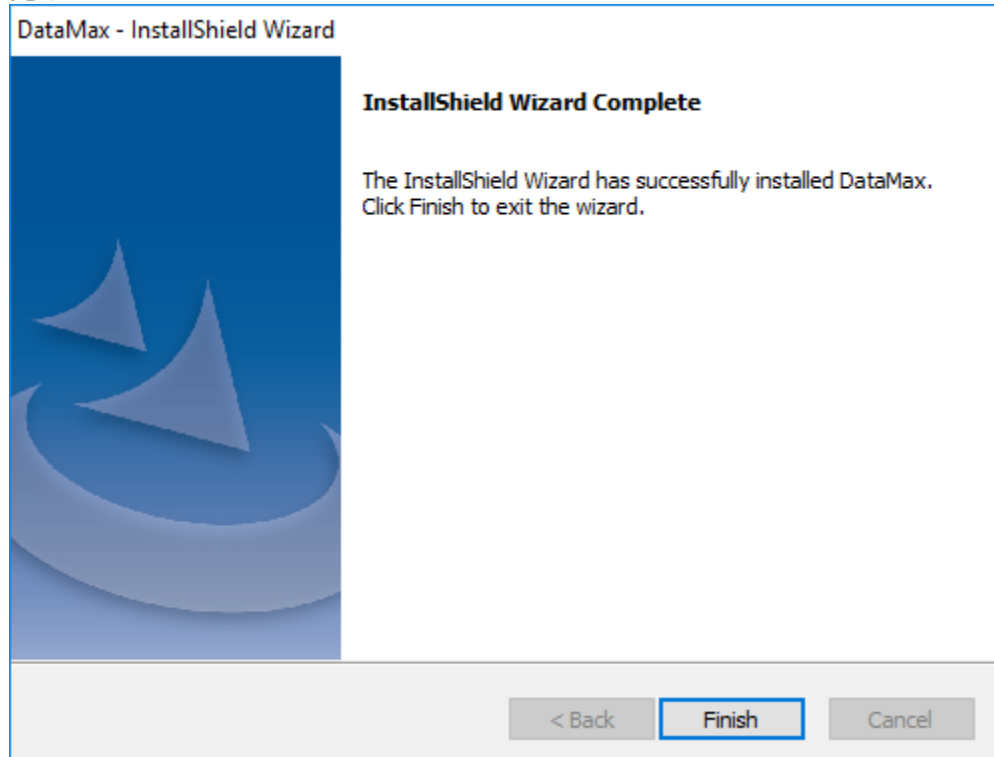 DataMax - InstallShield Wizard
InstallShield Wizard Complete
The InstallShield Wizard has successfully installed DataMax.
Click Finish to exit the wizard.
< Back
Finish
Cancel